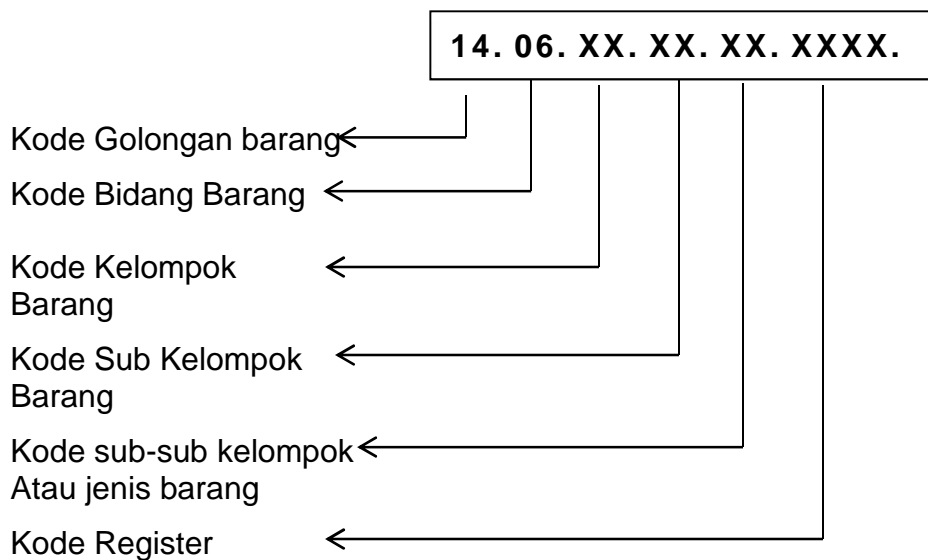 14. 06. XX. XX. XX. XXXX.
Kode Golongan barang
Kode Bidang Barang
Kode Kelompok
Barang
Kode Sub Kelompok
Barang
Kode sub-sub kelompok
Atau jenis barang
Kode Register